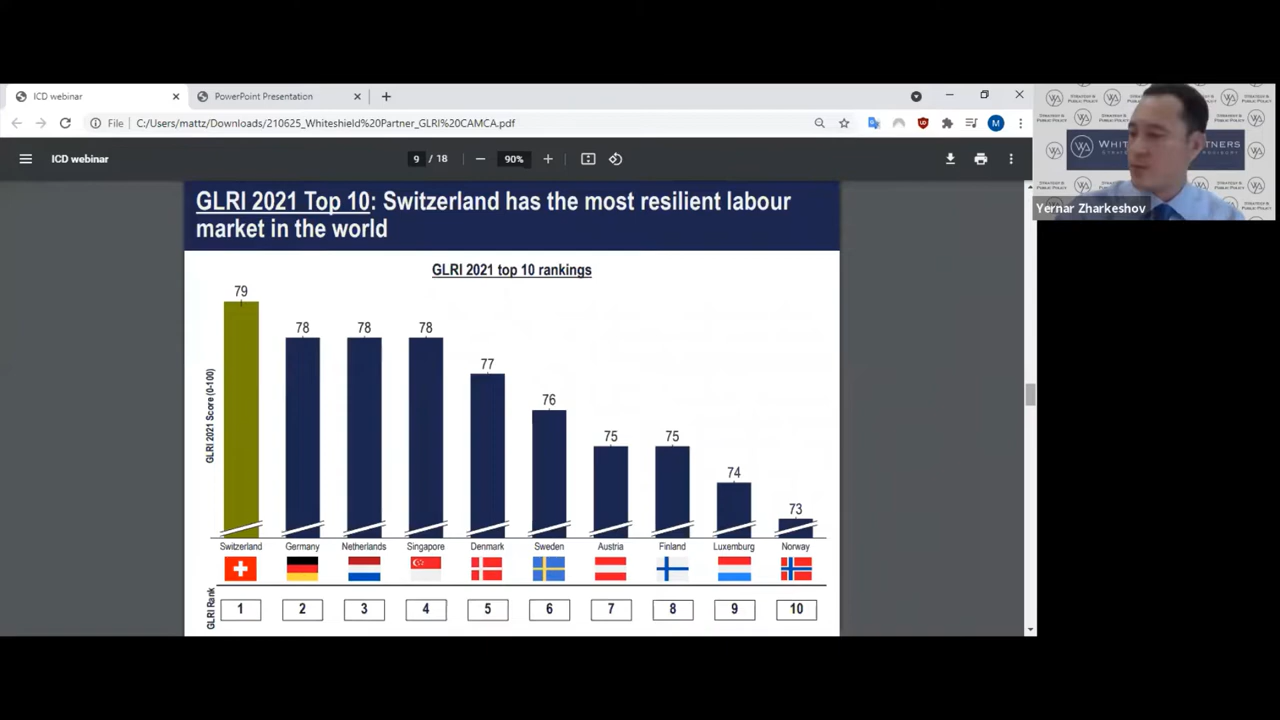 ICD webinar
PowerPoint Presentation
File
C:/Users/mattz/Downloads/210625_Whiteshield%20Partner_GLRI%20CAMCA.pdf
M
ICD webinar
9 / 18
90%
Yernar Zharkeshov
GLRI 2021 Top 10: Switzerland has the most resilient labour
market in the world
GLRI 2021 top 10 rankings
GLRI 2021 Score (0-100)
79 78 78 78 77 76 75 75 74 73
Switzerland Germany Netherlands Singapore Denmark Sweden Austria Finland Luxemburg Norway
GLRI Rank
1 2 3 4 5 6 7 8 9 10